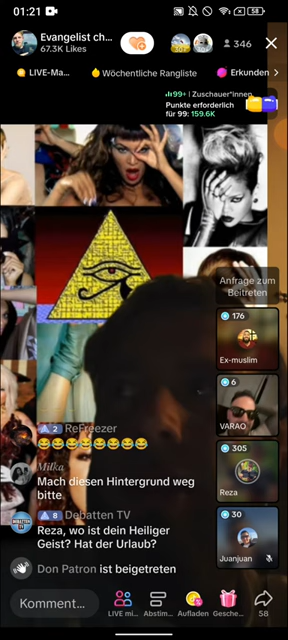 01:21
58
Evangelist ch...
67.3K Likes
346
LIVE-Ma...
Wöchentliche Rangliste
Erkunden
99+ | Zuschauer*innen
Punkte erforderlich
für 99: 159.6K
Anfrage zum
Beitreten
176
Ex-muslim
6
VARAO
305
Reza
30
Juanjuan
2 ReFreezer
😂😂😂😂😂😂😂😂
Milka
Mach diesen Hintergrund weg
bitte
8 Debatten TV
Reza, wo ist dein Heiliger
Geist? Hat der Urlaub?
Don Patron ist beigetreten
Komment...
LIVE mi...
Abstim...
Aufladen
Gesche...
58